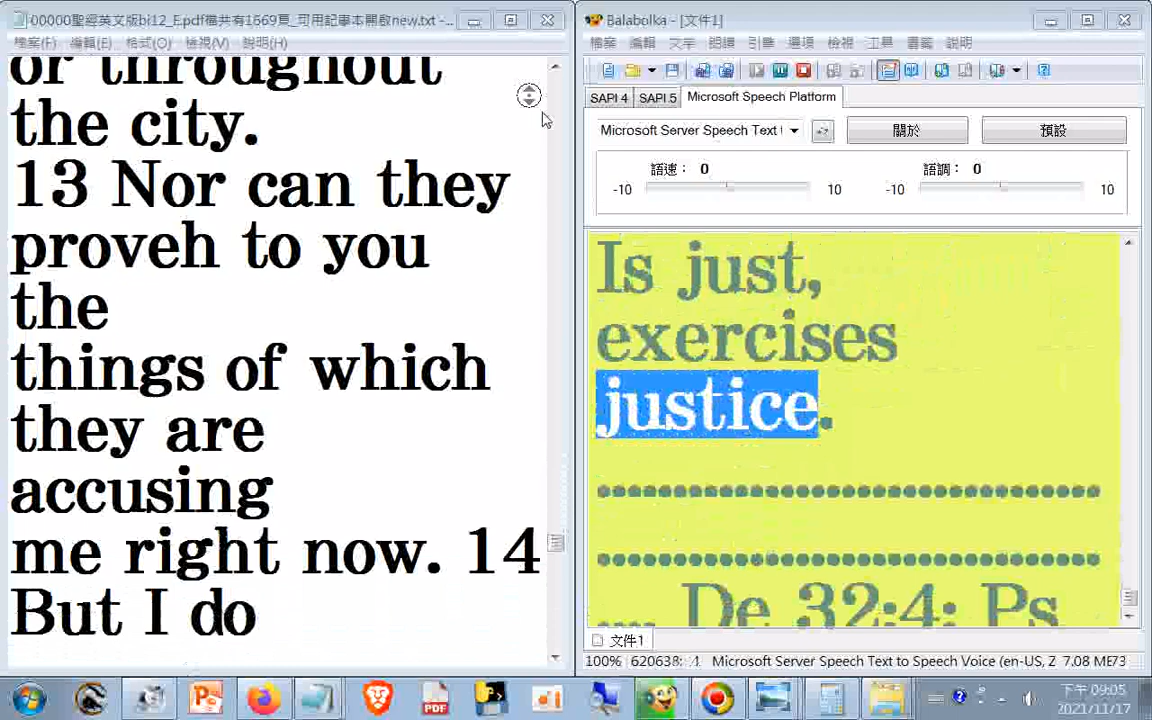 00000聖經英文版bi12_E.pdf檔共有1669頁_可用記事本開啟new.txt -...
檔案(F) 編輯(E) 格式(O) 檢視(V) 說明(H)
or throughout
the city.
13 Nor can they
proveh to you
the
things of which
they are
accusing
me right now. 14
But I do
Balabolka - [文件1]
檔案 編輯 文字 朗讀 引擎 選項 檢視 工具 書籤 說明
SAPI 4 SAPI 5 Microsoft Speech Platform
Microsoft Server Speech Text
關於 預設
語速： 0 語調： 0
-10 10 -10 10
Is just,
exercises
justice.
................................
................................
... De 32:4; Ps
文件1
100% 620638: Microsoft Server Speech Text to Speech Voice (en-US, Z 7.08 ME73
PDF
下午 09:05
2021/11/17